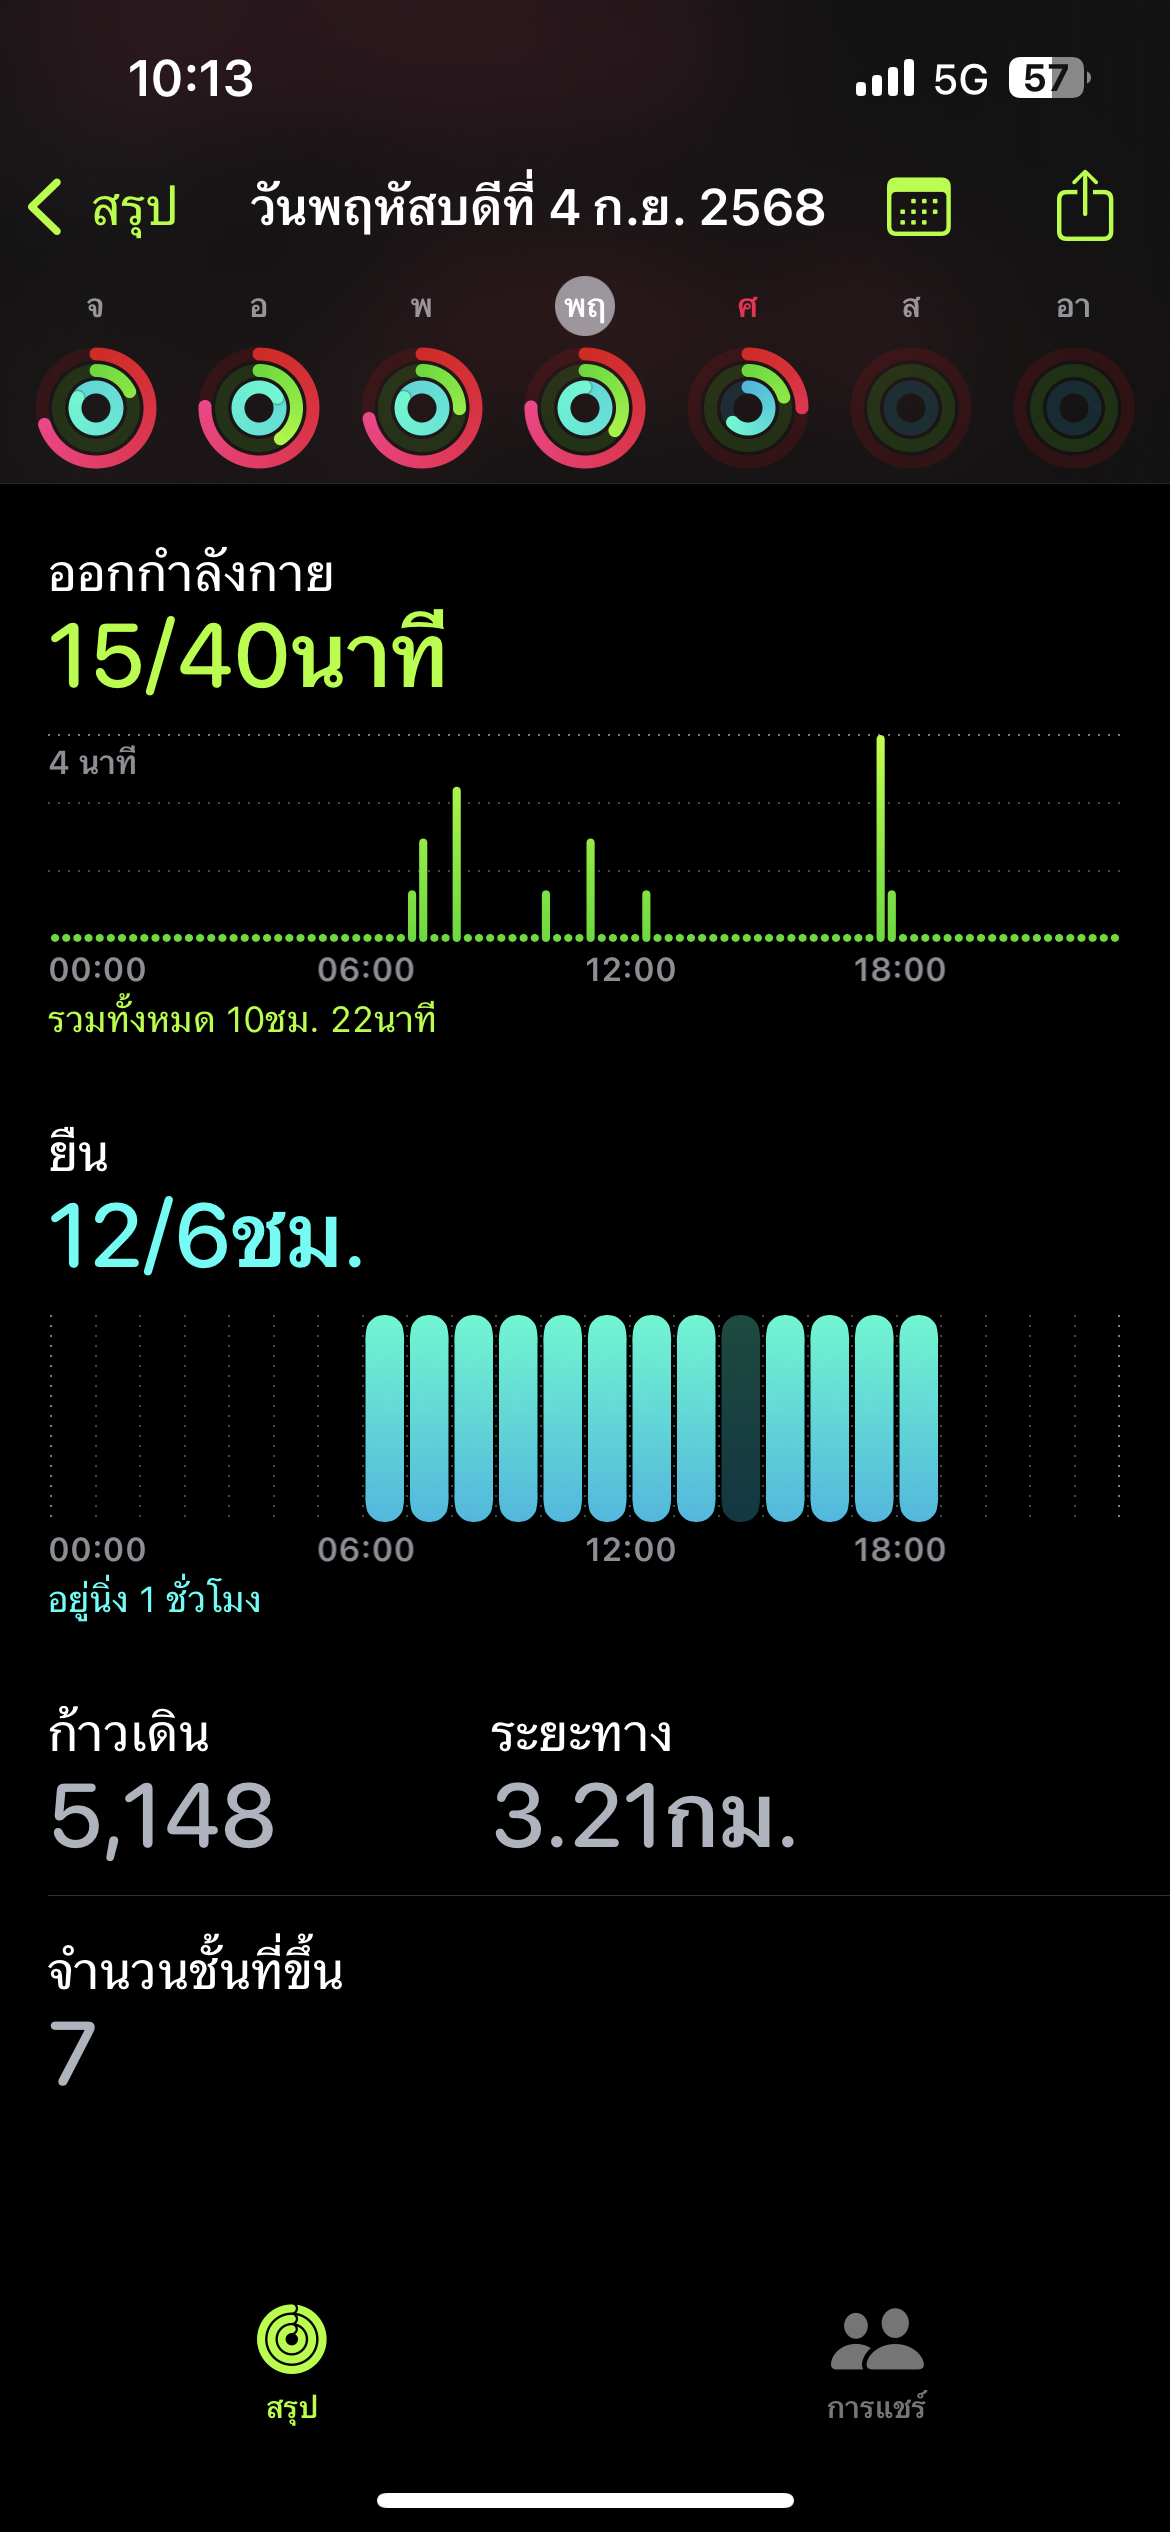 10:13 5G 57
สรุป วันพฤหัสบดีที่ 4 ก.ย. 2568
จ อ พ พฤ ศ ส อา
ออกกำลังกาย
15/40นาที
4 นาที
00:00 06:00 12:00 18:00
รวมทั้งหมด 10ชม. 22นาที
ยืน
12/6ชม.
00:00 06:00 12:00 18:00
อยู่นิ่ง 1 ชั่วโมง
ก้าวเดิน ระยะทาง
5,148 3.21กม.
จำนวนชั้นที่ขึ้น
7
สรุป การแชร์